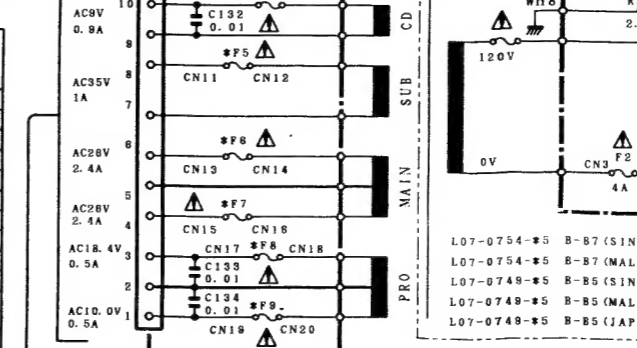 10
AC9V
0.9A
C132
0.01
9
8
*F5
CN11 CN12
AC35V
1A
7
6
*F6
AC26V
2.4A
CN13 CN14
5
*F7
AC26V
2.4A
4
CN15 CN16
AC18.4V
0.5A
3
CN17 *F8 CN18
C133
0.01
2
C134
0.01
AC10.0V
0.5A
1
*F9
CN19 CN20
CD
SUB
MAIN
PRO
120V
0V
CN3 F2
4A
L07-0754-*5 B-B7(SIN
L07-0754-*5 B-B7(MAL
L07-0749-*5 B-B5(SIN
L07-0749-*5 B-B5(MAL
L07-0749-*5 B-B5(JAP